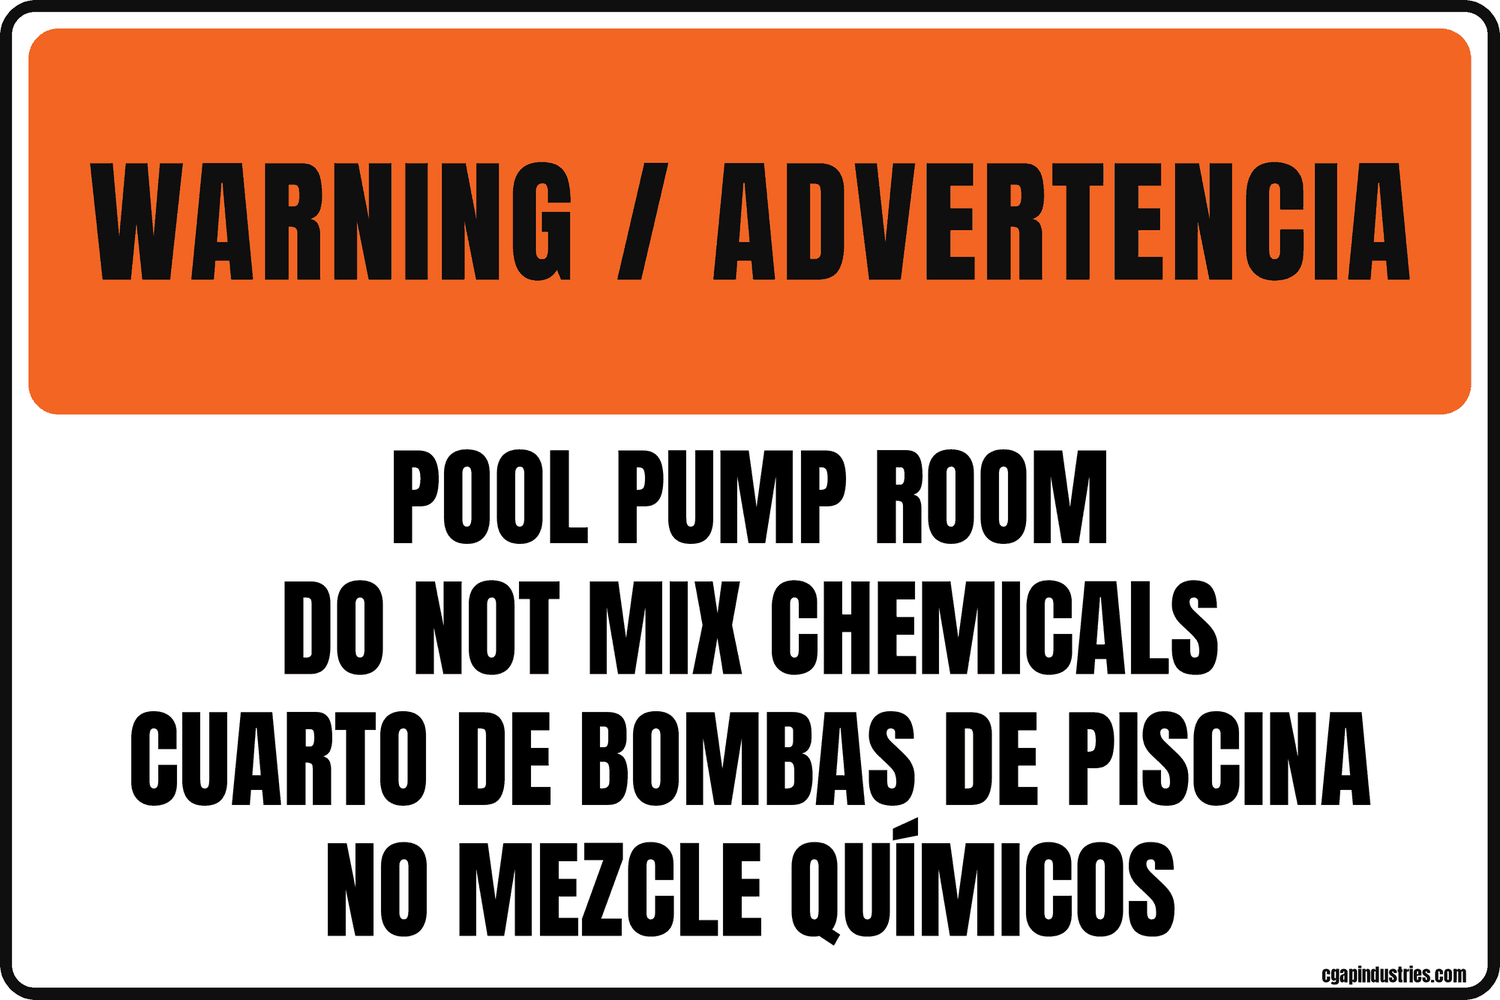 WARNING / ADVERTENCIA
POOL PUMP ROOM
DO NOT MIX CHEMICALS
CUARTO DE BOMBAS DE PISCINA
NO MEZCLE QUÍMICOS
cgapindustries.com